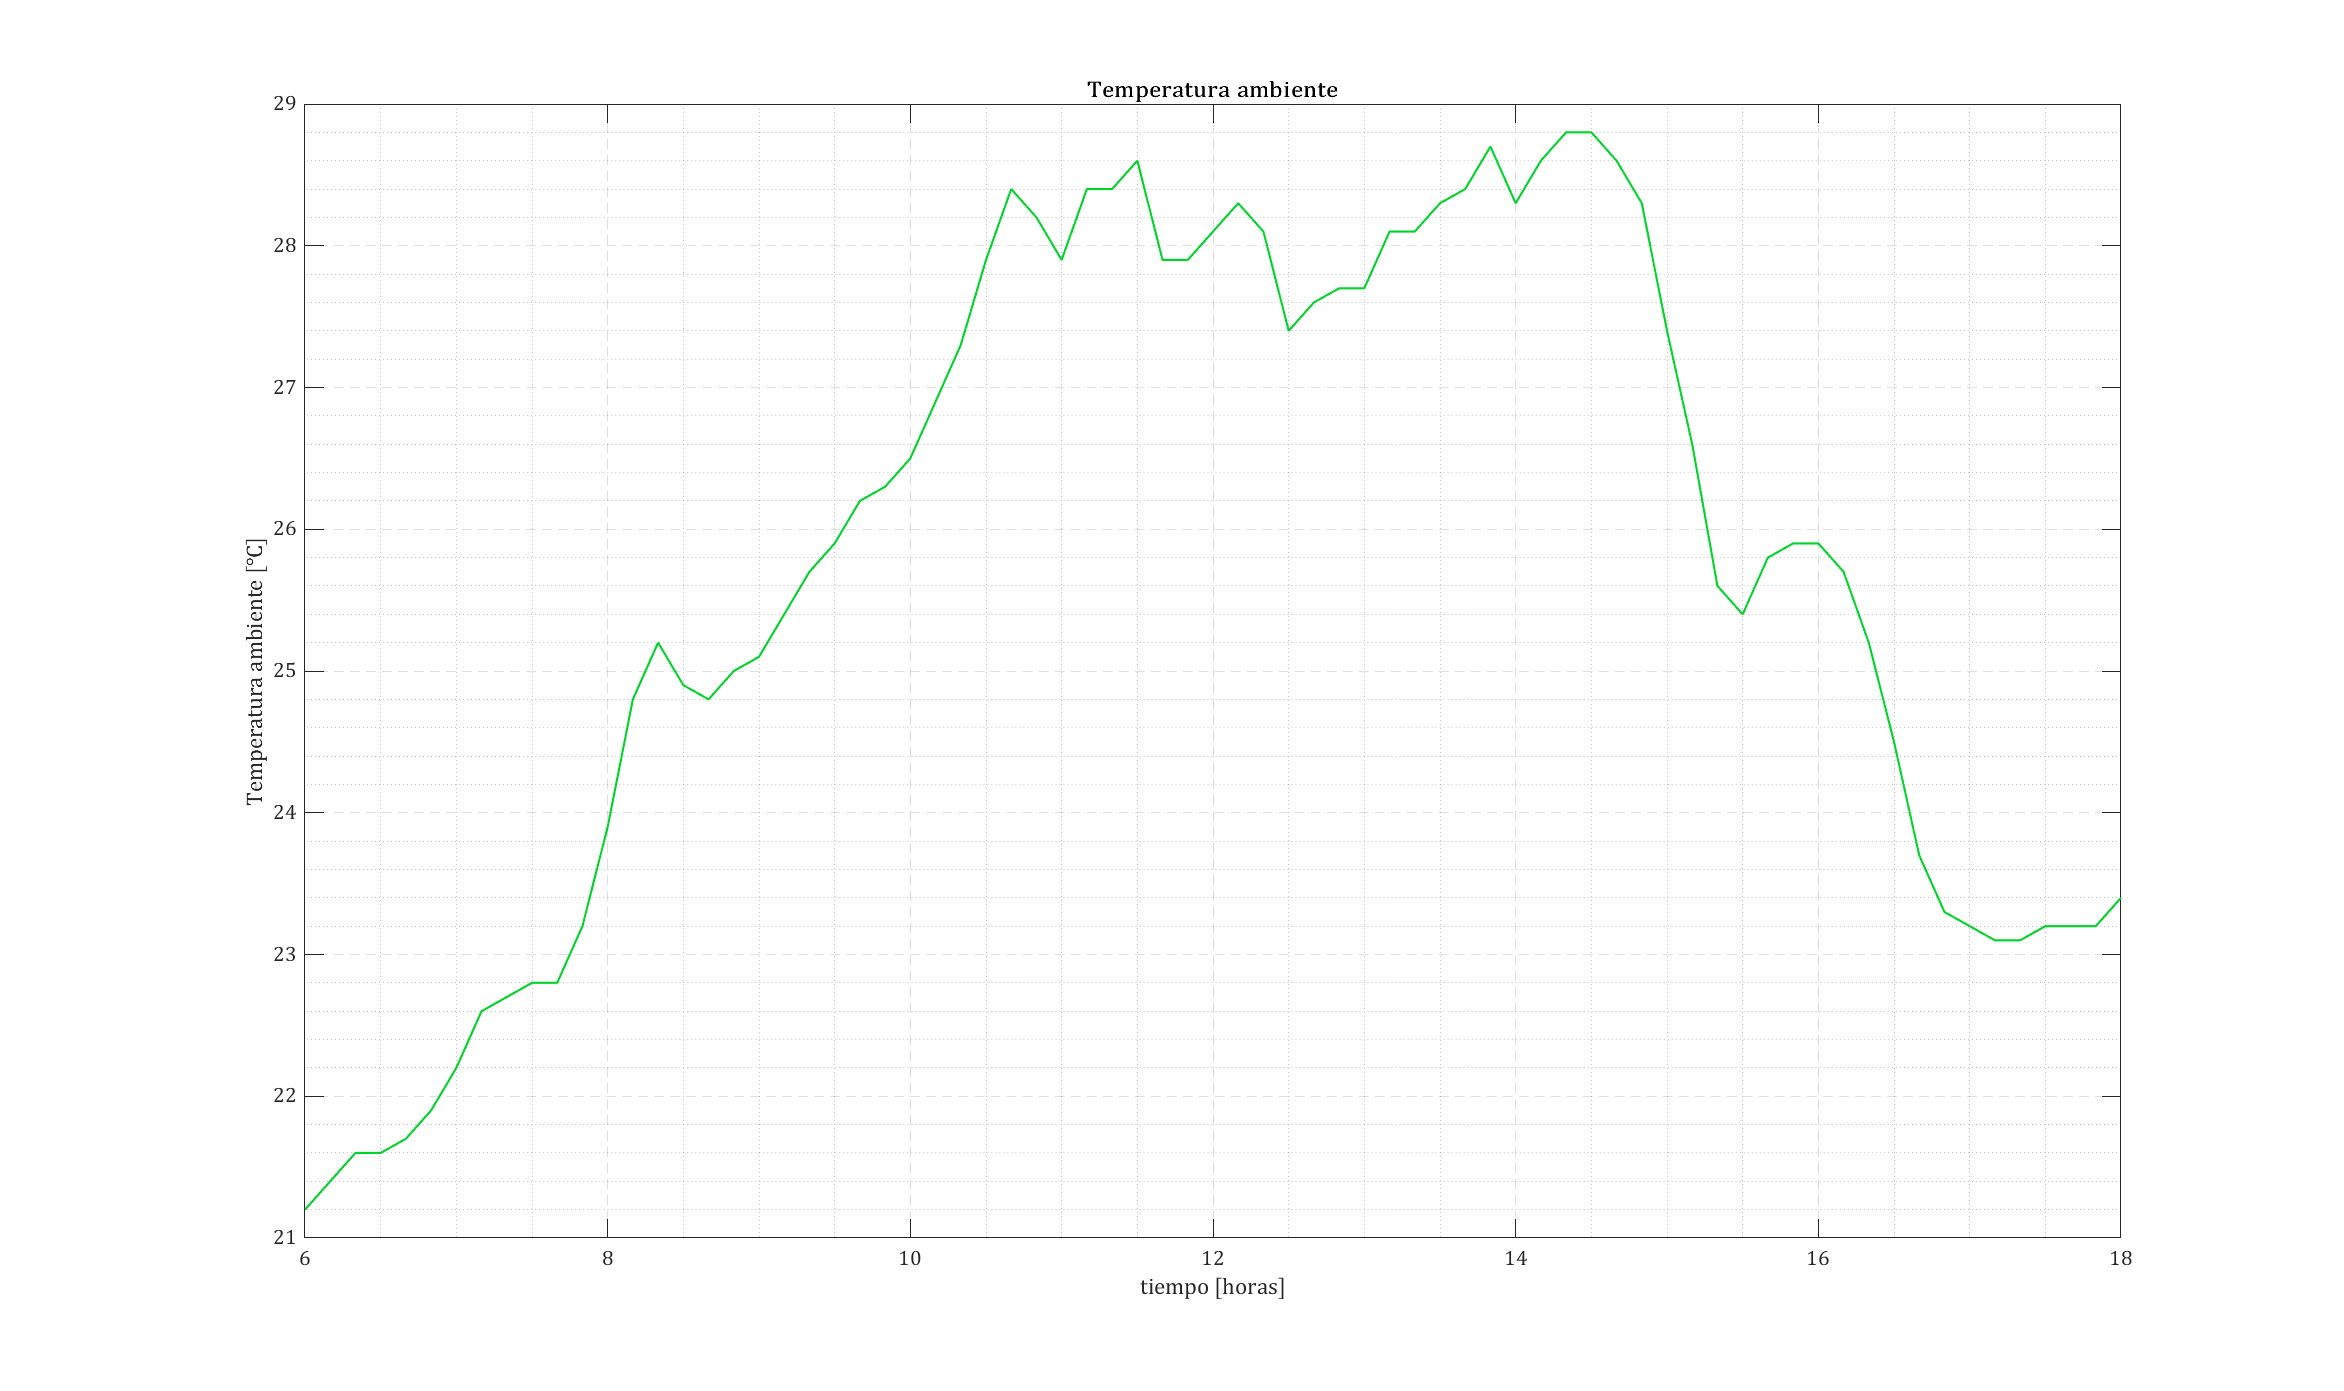 Temperatura ambiente
29
28
27
26
25
24
23
22
21
Temperatura ambiente [°C]
6 8 10 12 14 16 18
tiempo [horas]